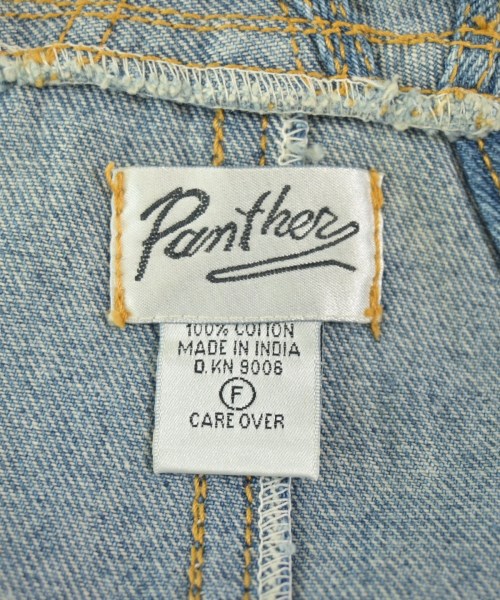 Panther
100% COTTON
MADE IN INDIA
D.KN 9006
F
CARE OVER